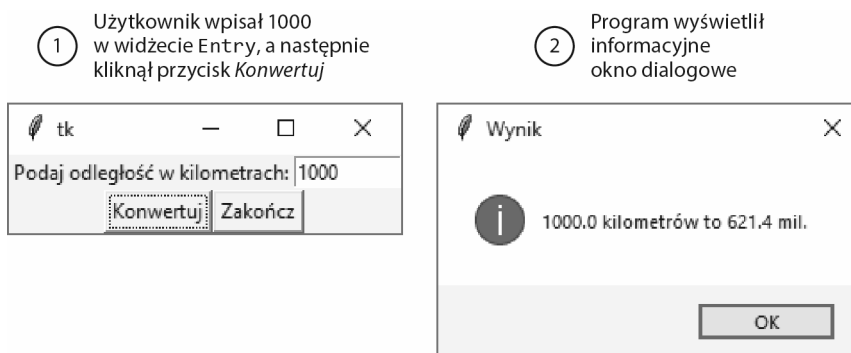 1
Użytkownik wpisał 1000
w widżecie Entry, a następnie
kliknął przycisk Konwertuj
2
Program wyświetlił
informacyjne
okno dialogowe
tk
Podaj odległość w kilometrach: 1000
Konwertuj Zakończ
Wynik
i
1000.0 kilometrów to 621.4 mil.
OK